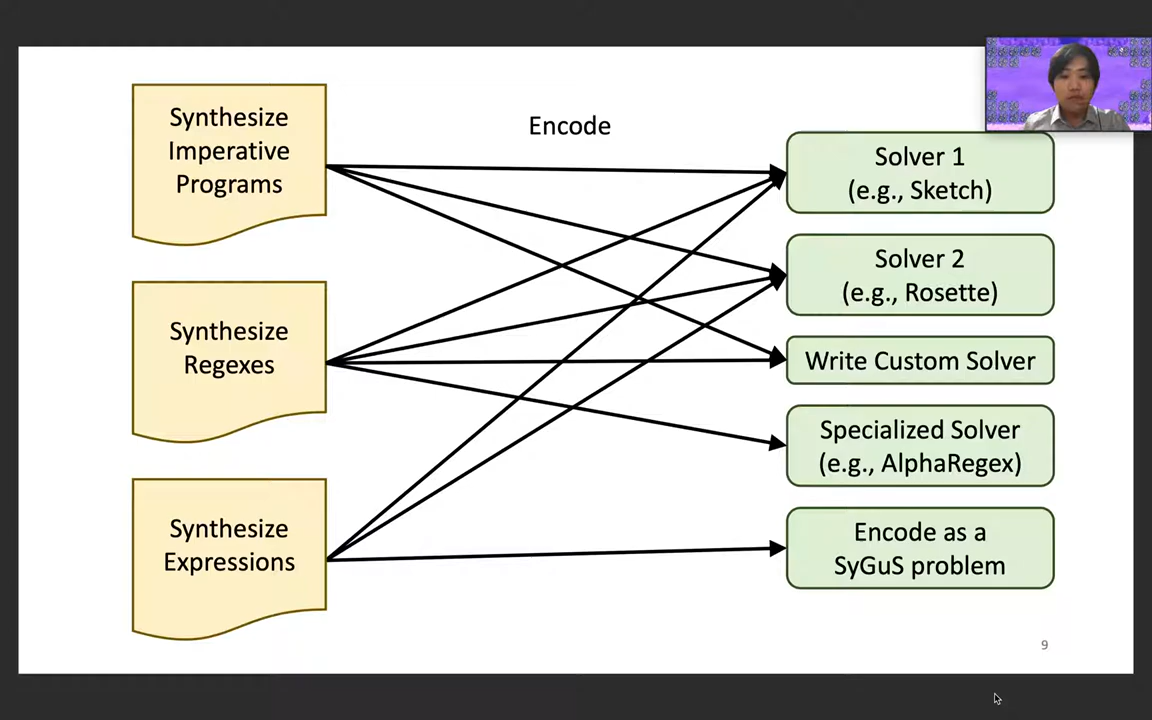 Synthesize
Imperative
Programs
Encode
Solver 1
(e.g., Sketch)
Solver 2
(e.g., Rosette)
Synthesize
Regexes
Write Custom Solver
Specialized Solver
(e.g., AlphaRegex)
Synthesize
Expressions
Encode as a
SyGuS problem
9